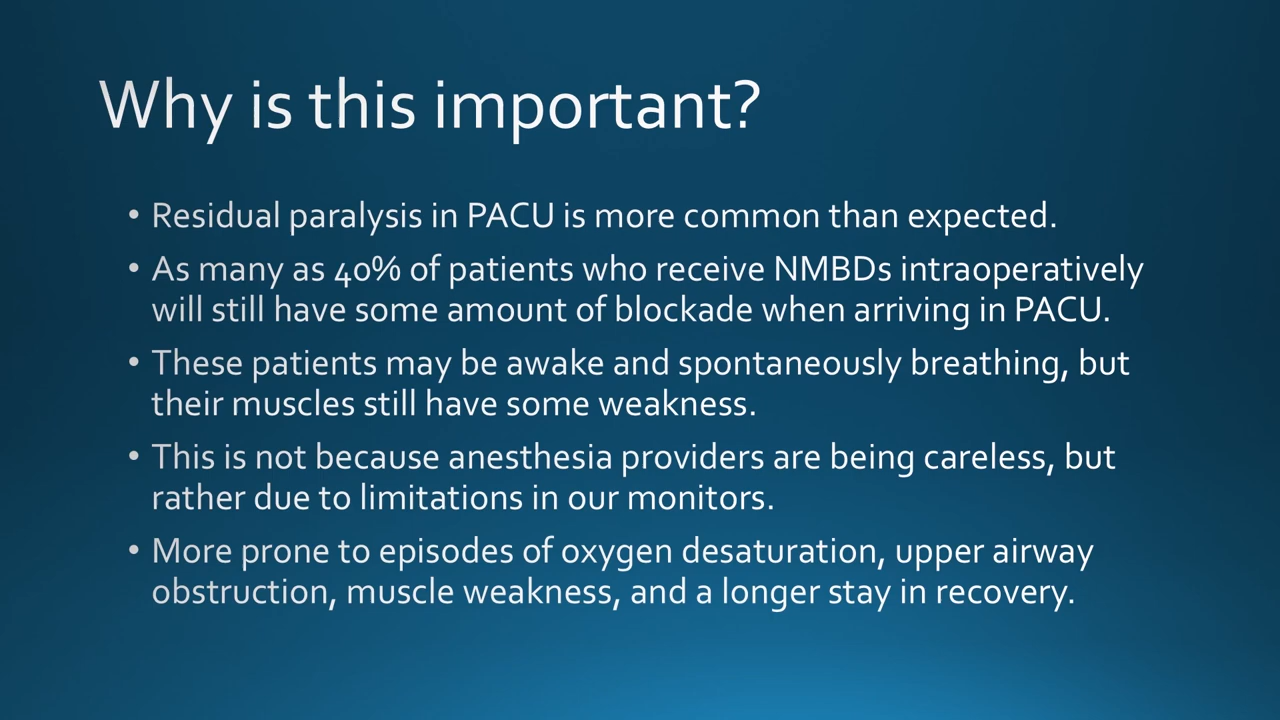 Why is this important?
• Residual paralysis in PACU is more common than expected.
• As many as 40% of patients who receive NMBDs intraoperatively
will still have some amount of blockade when arriving in PACU.
• These patients may be awake and spontaneously breathing, but
their muscles still have some weakness.
• This is not because anesthesia providers are being careless, but
rather due to limitations in our monitors.
• More prone to episodes of oxygen desaturation, upper airway
obstruction, muscle weakness, and a longer stay in recovery.